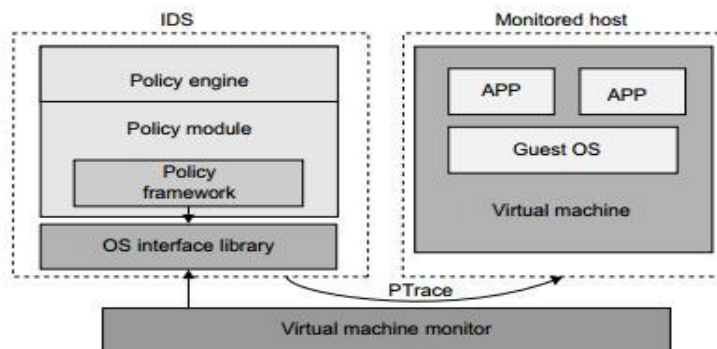 IDS
Monitored host
Policy engine
Policy module
Policy
framework
OS interface library
APP
APP
Guest OS
Virtual machine
PTrace
Virtual machine monitor